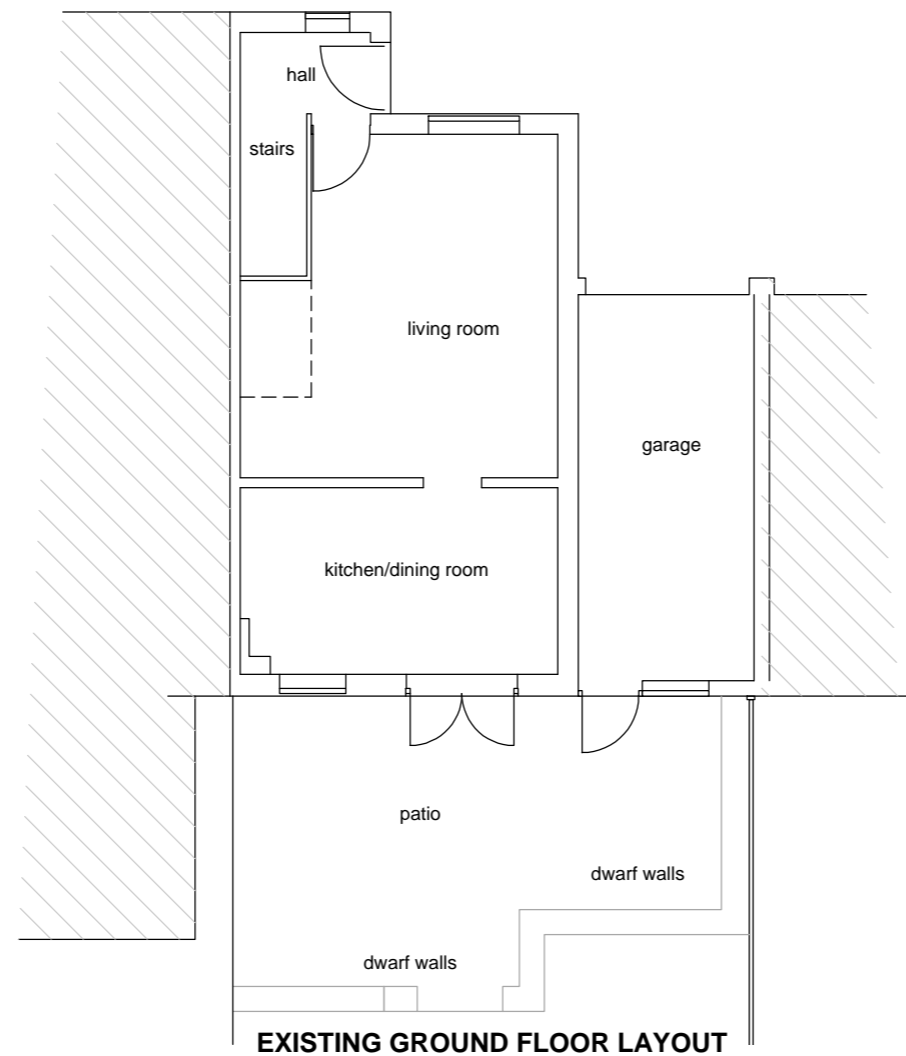 hall
stairs
living room
garage
kitchen/dining room
patio
dwarf walls
dwarf walls
EXISTING GROUND FLOOR LAYOUT